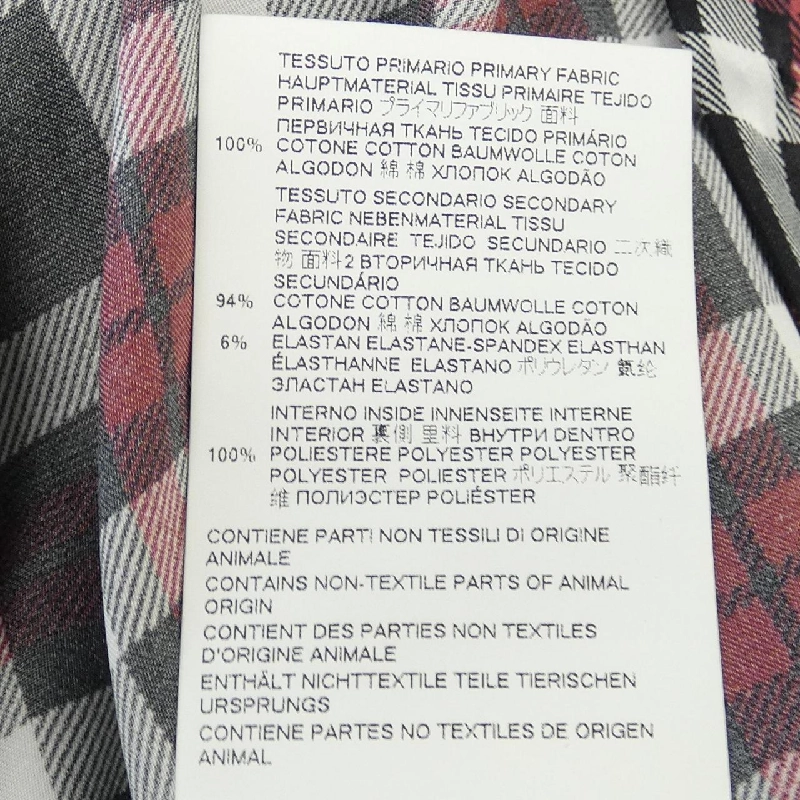 TESSUTO PRIMARIO PRIMARY FABRIC
HAUPTMATERIAL TISSU PRIMAIRE TEJIDO
PRIMARIO プライマリファブリック 面料
ПЕРВИЧНАЯ ТКАНЬ TECIDO PRIMÁRIO
100% COTONE COTTON BAUMWOLLE COTON
ALGODON 綿 棉 ХЛОПОК ALGODÃO
TESSUTO SECONDARIO SECONDARY
FABRIC NEBENMATERIAL TISSU
SECONDAIRE TEJIDO SECUNDARIO 二次織
物 面料2 ВТОРИЧНАЯ ТКАНЬ TECIDO
SECUNDÁRIO
94% COTONE COTTON BAUMWOLLE COTON
ALGODON 綿 棉 ХЛОПОК ALGODÃO
6% ELASTAN ELASTANE-SPANDEX ELASTHAN
ÉLASTHANNE ELASTANO ポリウレタン 氨纶
ЭЛАСТАН ELASTANO
INTERNO INSIDE INNENSEITE INTERNE
INTERIOR 裏側 里料 ВНУТРИ DENTRO
100% POLIESTERE POLYESTER POLYESTER
POLYESTER POLIESTER ポリエステル 聚酯纤
维 ПОЛИЭСТЕР POLIÉSTER
CONTIENE PARTI NON TESSILI DI ORIGINE
ANIMALE
CONTAINS NON-TEXTILE PARTS OF ANIMAL
ORIGIN
CONTIENT DES PARTIES NON TEXTILES
D'ORIGINE ANIMALE
ENTHÄLT NICHTTEXTILE TEILE TIERISCHEN
URSPRUNGS
CONTIENE PARTES NO TEXTILES DE ORIGEN
ANIMAL